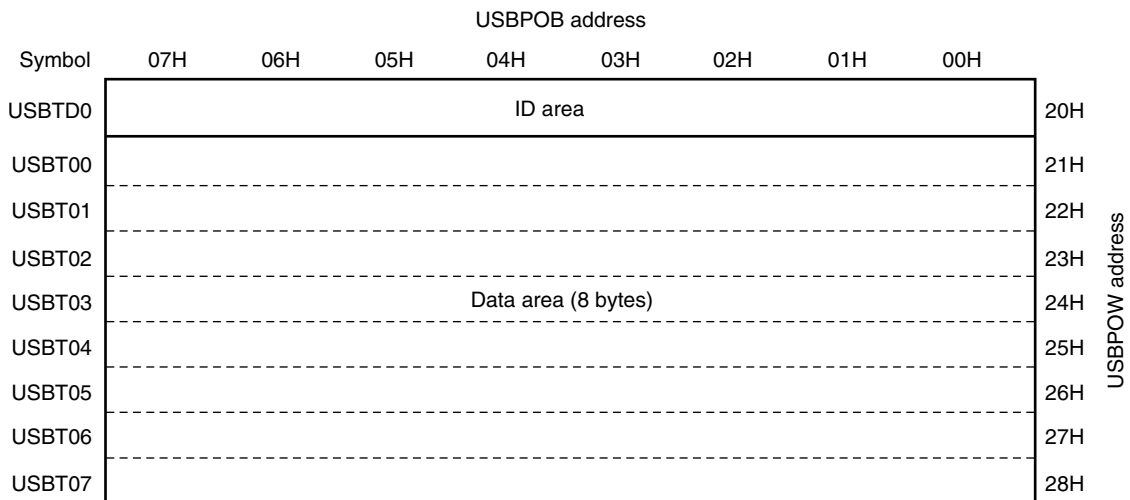 USBPOB address
Symbol 07H 06H 05H 04H 03H 02H 01H 00H
USBTD0 ID area 20H
USBT00 21H
USBT01 22H
USBT02 23H
USBT03 Data area (8 bytes) 24H
USBT04 25H
USBT05 26H
USBT06 27H
USBT07 28H
USBPOW address